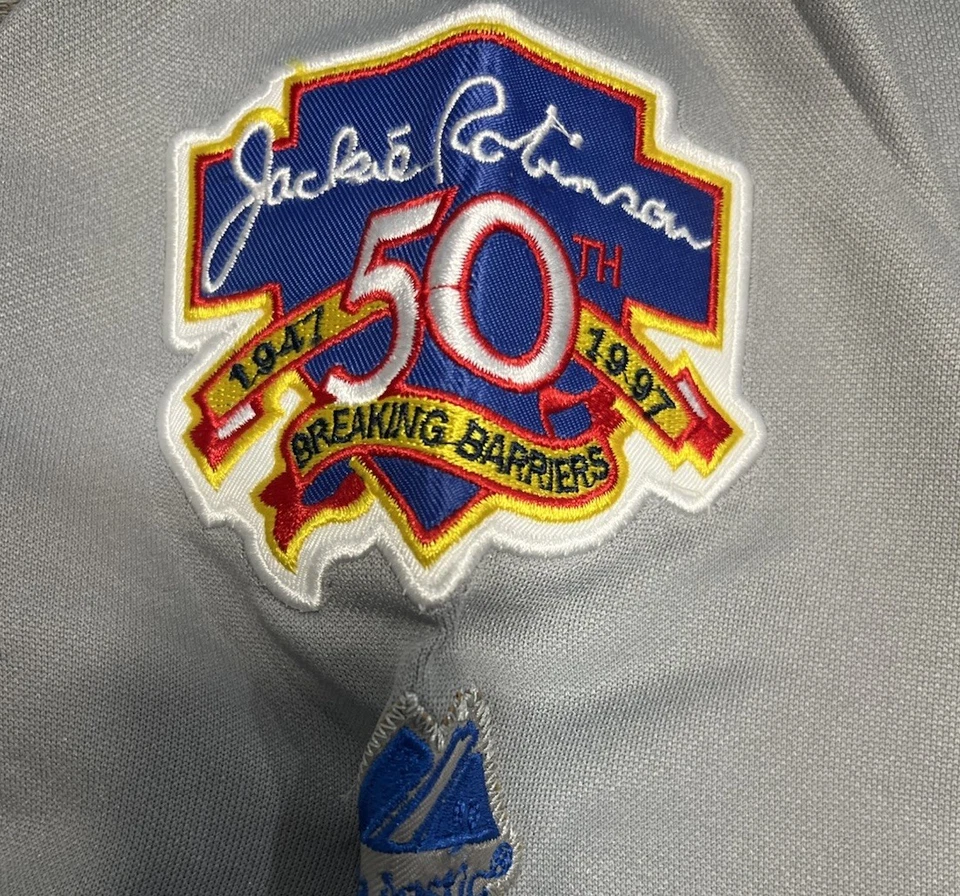 Jackie Robinson
50TH
1947
1997
BREAKING BARRIERS